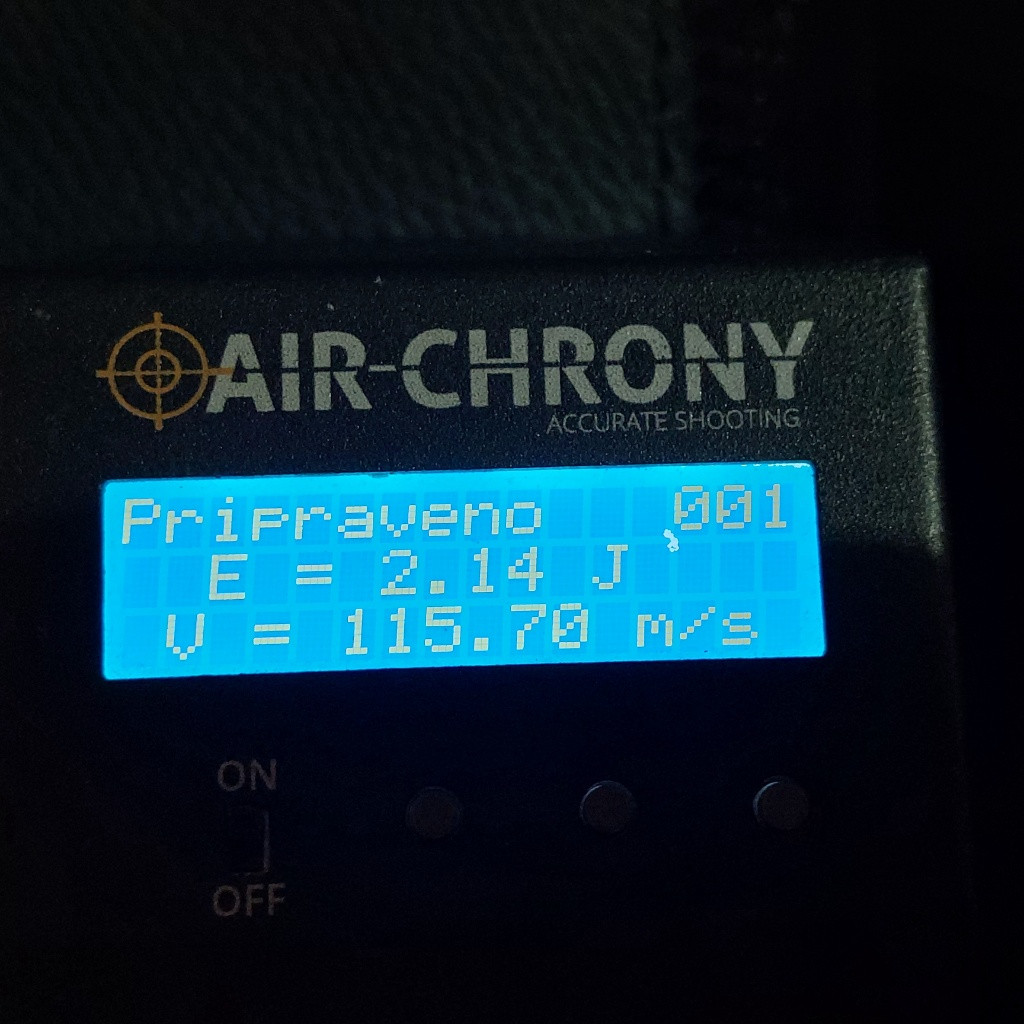 AIR-CHRONY
ACCURATE SHOOTING
Pripraveno 001
E = 2.14 J
V = 115.70 m/s
ON
OFF